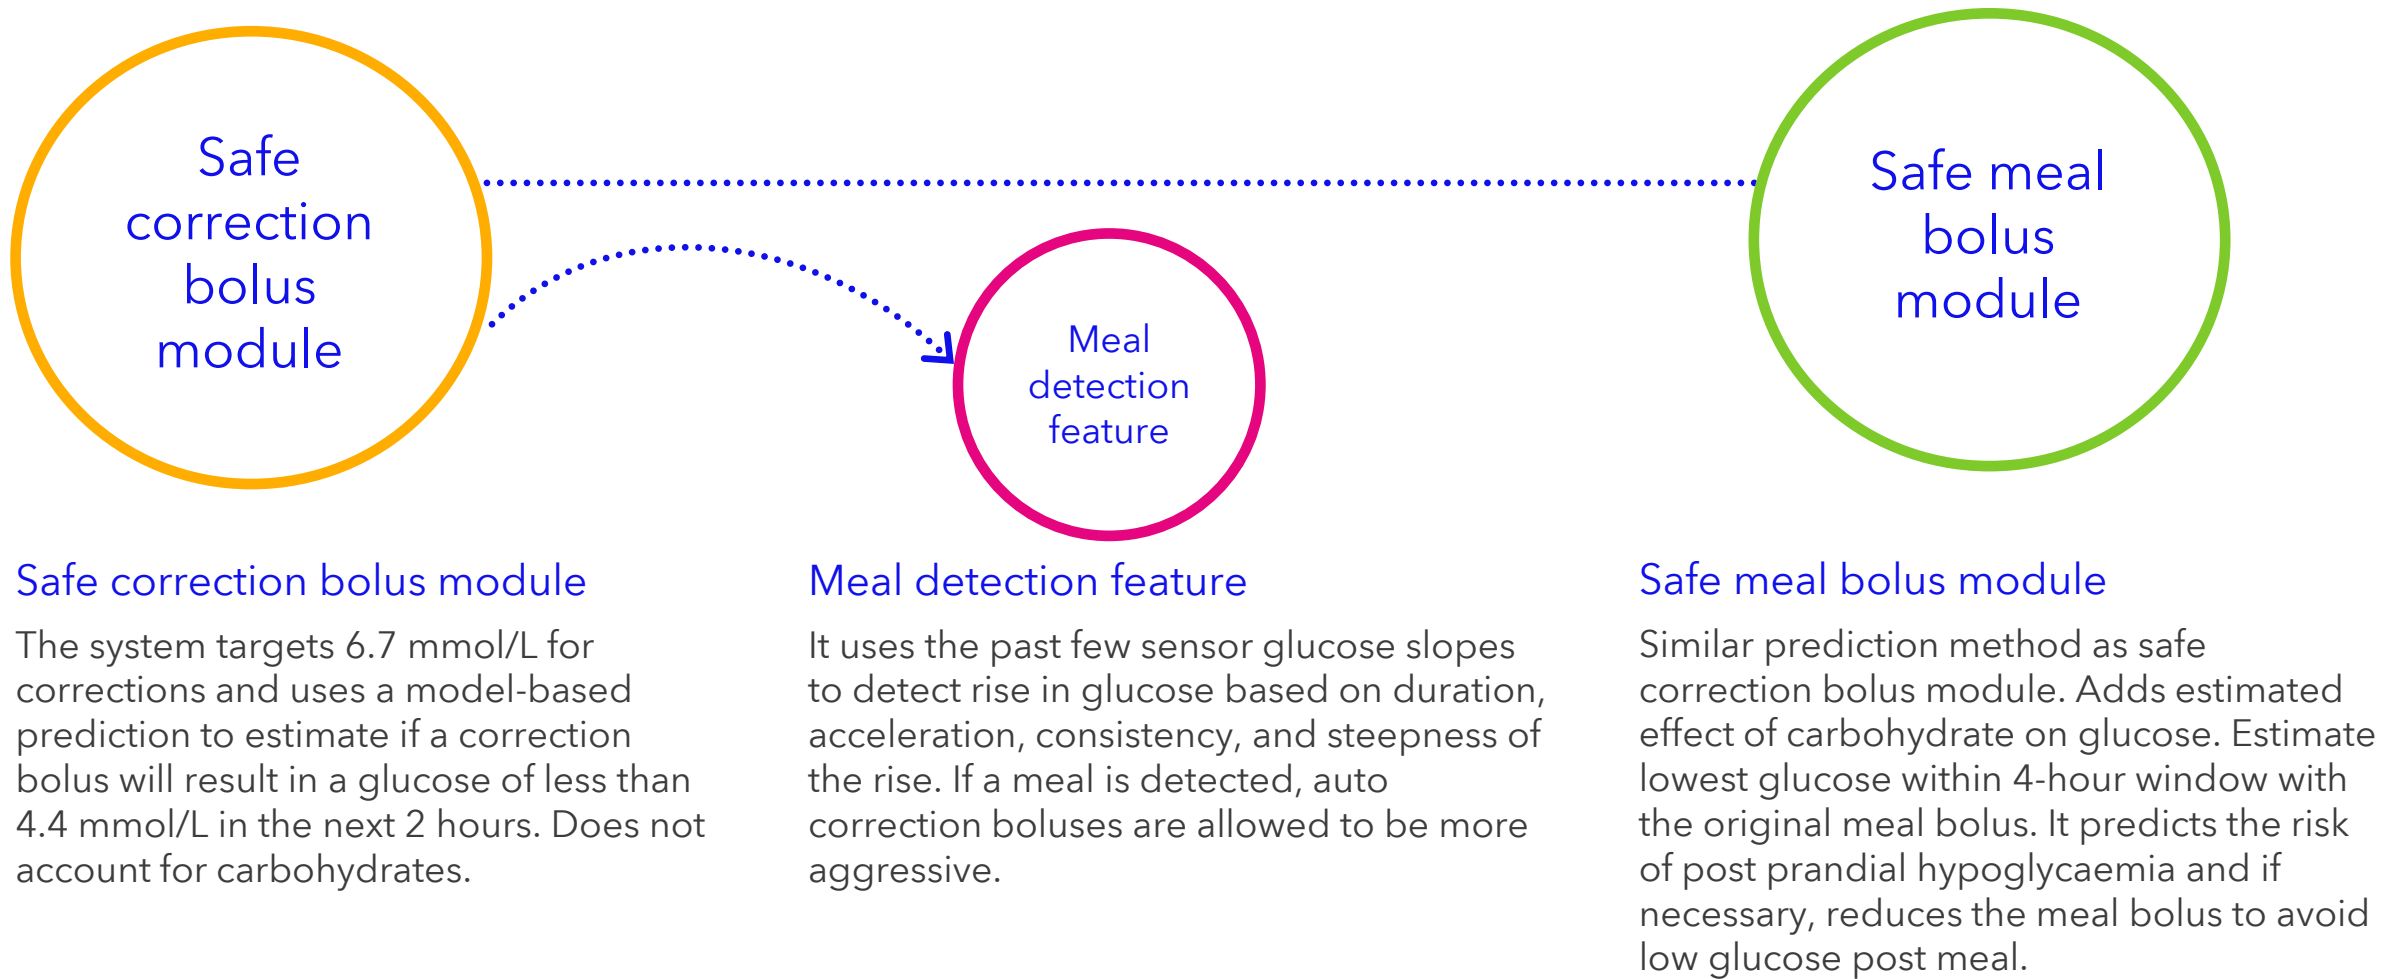 Safe
correction
bolus
module
Meal
detection
feature
Safe meal
bolus
module
Safe correction bolus module
The system targets 6.7 mmol/L for
corrections and uses a model-based
prediction to estimate if a correction
bolus will result in a glucose of less than
4.4 mmol/L in the next 2 hours. Does not
account for carbohydrates.
Meal detection feature
It uses the past few sensor glucose slopes
to detect rise in glucose based on duration,
acceleration, consistency, and steepness of
the rise. If a meal is detected, auto
correction boluses are allowed to be more
aggressive.
Safe meal bolus module
Similar prediction method as safe
correction bolus module. Adds estimated
effect of carbohydrate on glucose. Estimate
lowest glucose within 4-hour window with
the original meal bolus. It predicts the risk
of post prandial hypoglycaemia and if
necessary, reduces the meal bolus to avoid
low glucose post meal.